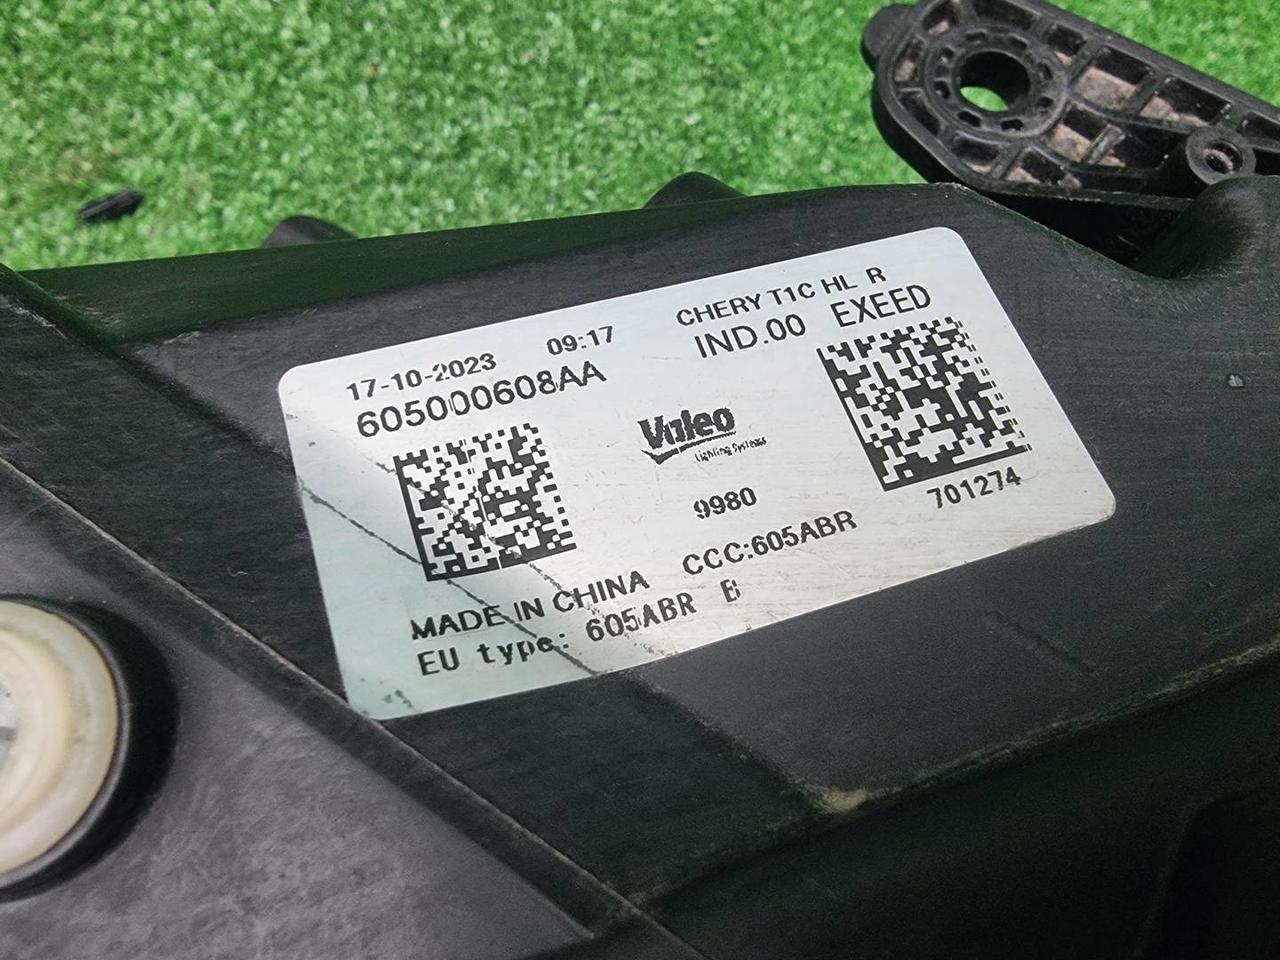 17-10-2023 09:17
605000608AA
CHERY T1C HL R
IND.00 EXEED
Valeo
Lighting Systems
9980
701274
MADE IN CHINA CCC:605ABR
EU type: 605ABR